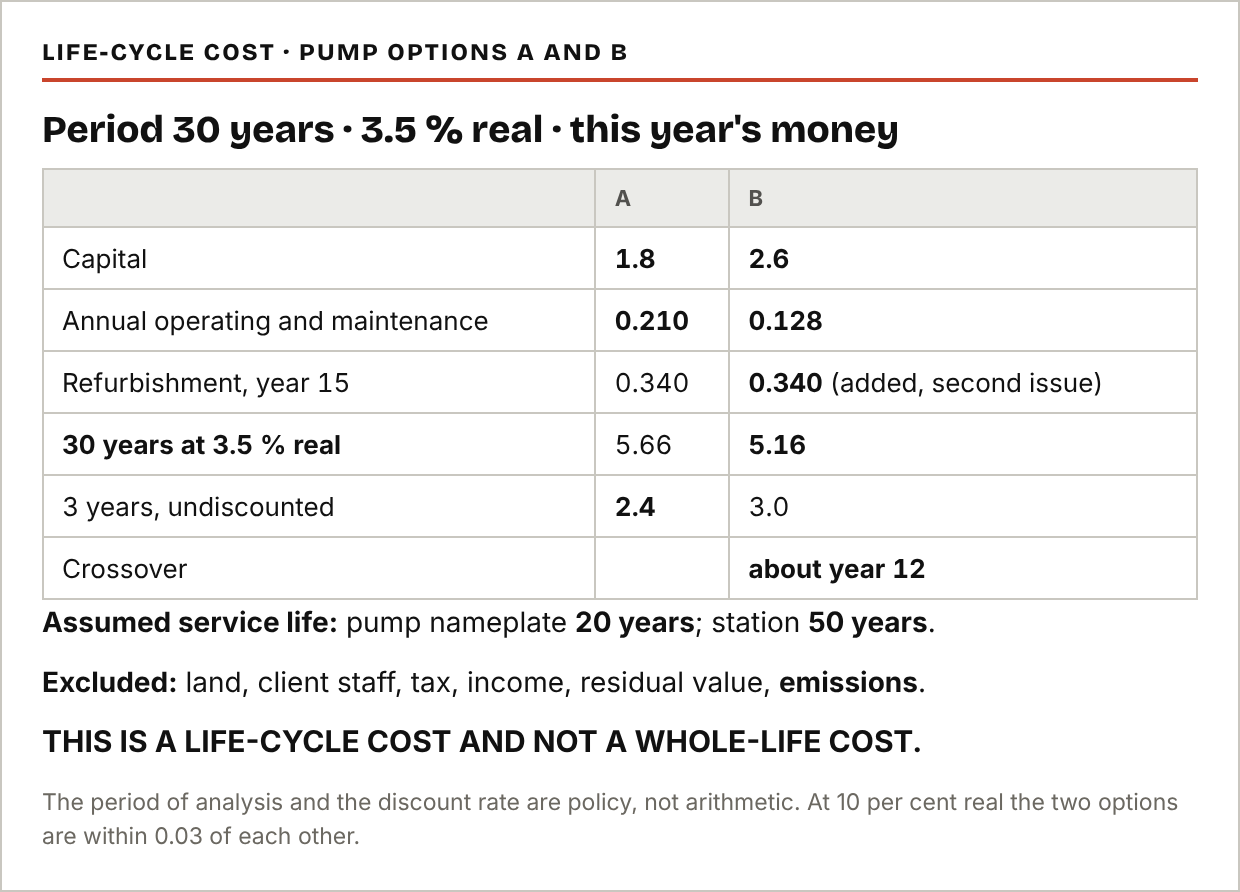 LIFE-CYCLE COST · PUMP OPTIONS A AND B
Period 30 years · 3.5 % real · this year's money
A B
Capital 1.8 2.6
Annual operating and maintenance 0.210 0.128
Refurbishment, year 15 0.340 0.340 (added, second issue)
30 years at 3.5 % real 5.66 5.16
3 years, undiscounted 2.4 3.0
Crossover about year 12
Assumed service life: pump nameplate 20 years; station 50 years.
Excluded: land, client staff, tax, income, residual value, emissions.
THIS IS A LIFE-CYCLE COST AND NOT A WHOLE-LIFE COST.
The period of analysis and the discount rate are policy, not arithmetic. At 10 per cent real the two options
are within 0.03 of each other.